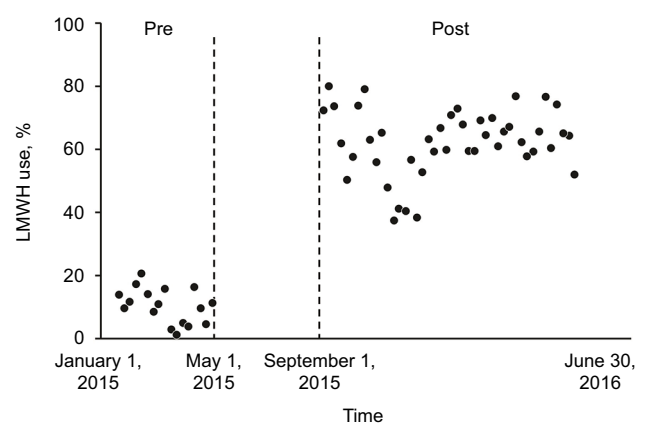 Pre
Post
100
80
60
40
20
0
LMWH use, %
January 1,
2015
May 1,
2015
September 1,
2015
June 30,
2016
Time